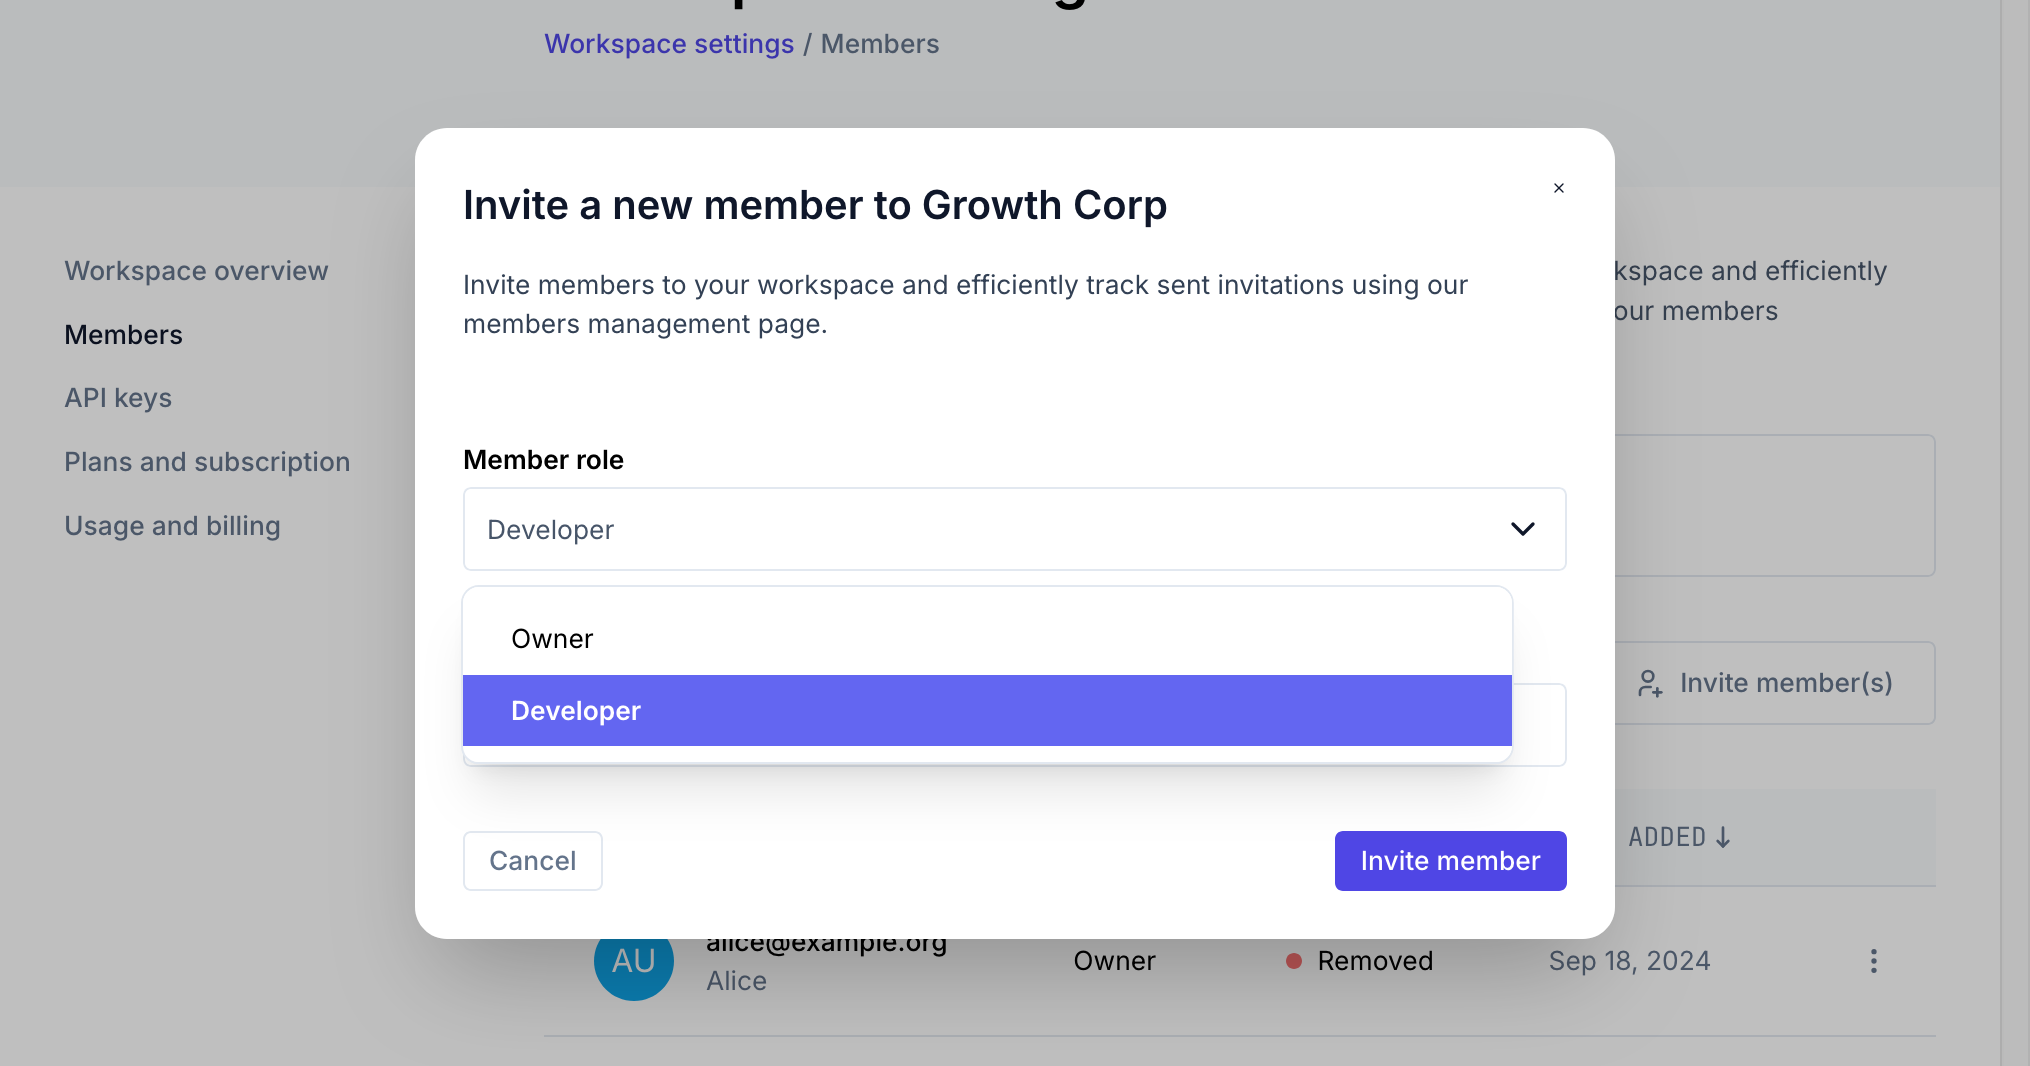 Workspace settings / Members
Invite a new member to Growth Corp
×
Invite members to your workspace and efficiently track sent invitations using our
members management page.
Workspace overview
Members
API keys
Plans and subscription
Usage and billing
kspace and efficiently
our members
Member role
Developer
Owner
Developer
Invite member(s)
Cancel
Invite member
ADDED ↓
AU
alice@example.org
Alice
Owner
Removed
Sep 18, 2024